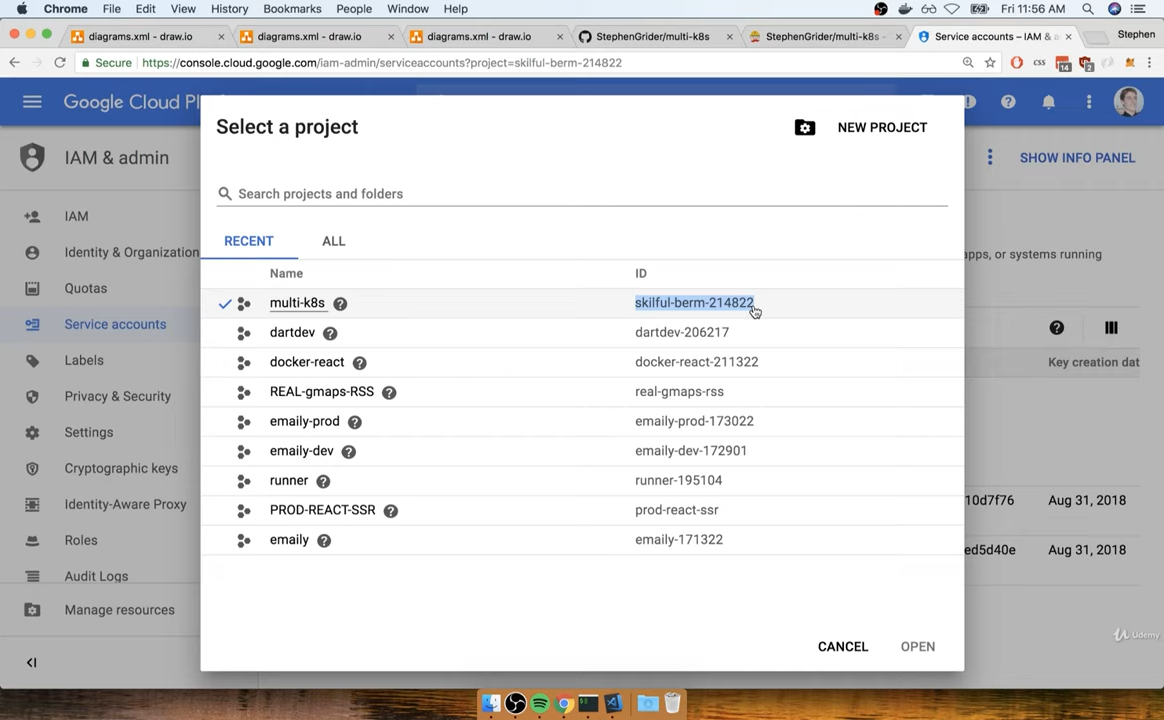 Chrome File Edit View History Bookmarks People Window Help Fri 11:56 AM
diagrams.xml - draw.io diagrams.xml - draw.io diagrams.xml - draw.io StephenGrider/multi-k8s StephenGrider/multi-k8s - Service accounts – IAM & a Stephen
Secure https://console.cloud.google.com/iam-admin/serviceaccounts?project=skilful-berm-214822 css 14 2
Google Cloud Pl
Select a project NEW PROJECT
IAM & admin SHOW INFO PANEL
Search projects and folders
IAM
RECENT ALL
Identity & Organization apps, or systems running
Name ID
Quotas
multi-k8s skilful-berm-214822
Service accounts
dartdev dartdev-206217
Labels docker-react docker-react-211322 Key creation dat
REAL-gmaps-RSS real-gmaps-rss
Privacy & Security
emaily-prod emaily-prod-173022
Settings
emaily-dev emaily-dev-172901
Cryptographic keys
runner runner-195104
Identity-Aware Proxy 10d7f76 Aug 31, 2018
PROD-REACT-SSR prod-react-ssr
Roles emaily emaily-171322
ed5d40e Aug 31, 2018
Audit Logs
Manage resources
CANCEL OPEN
Udemy